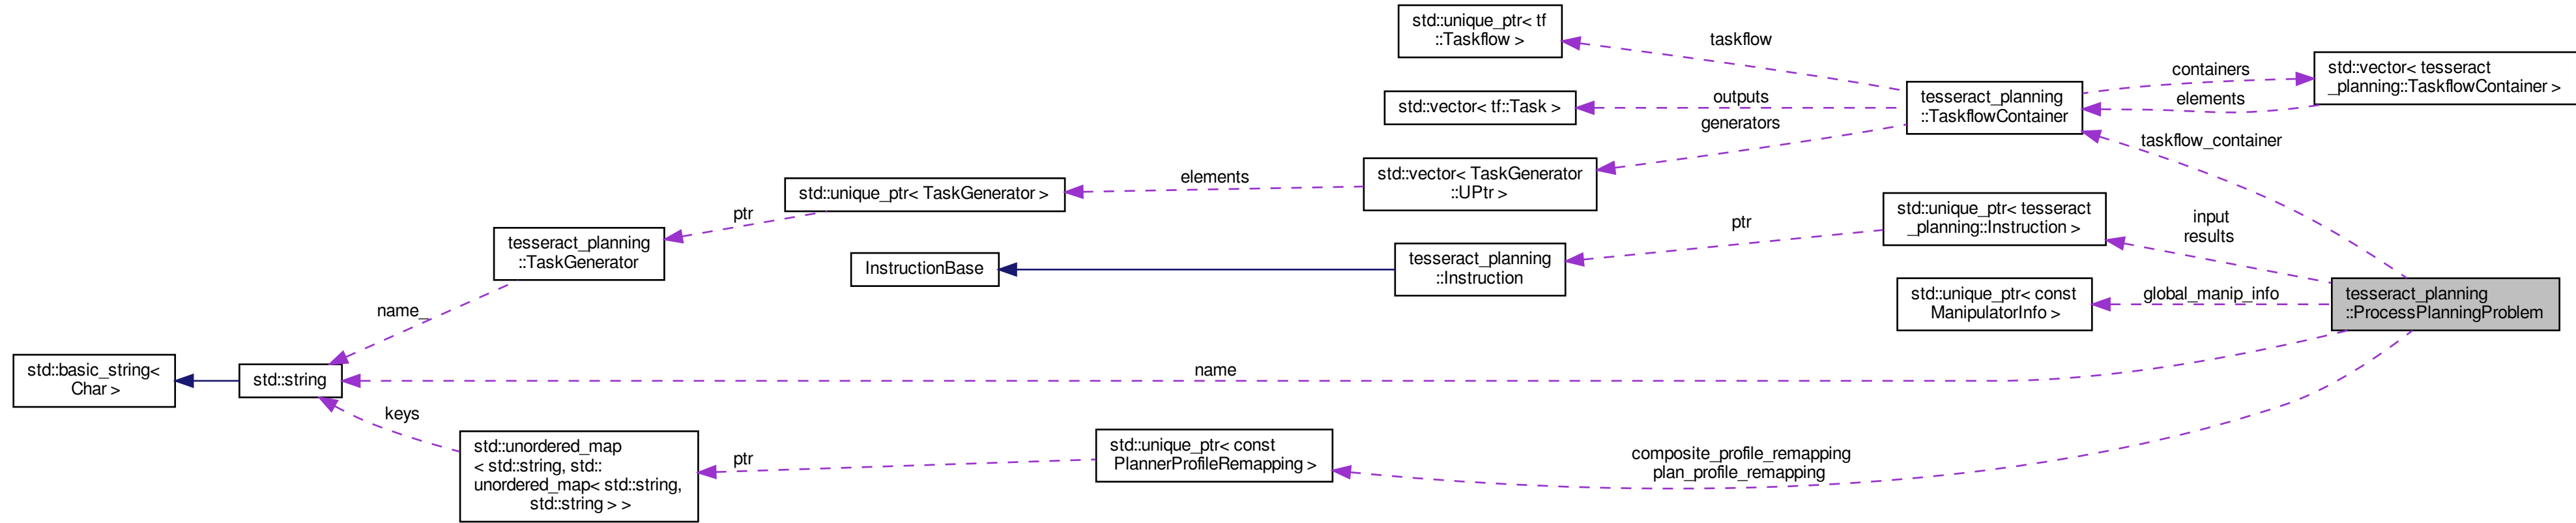 std::unique_ptr< tf
::Taskflow >
taskflow
std::vector< tf::Task >
outputs
generators
tesseract_planning
::TaskflowContainer
containers
elements
std::vector< tesseract
_planning::TaskflowContainer >
taskflow_container
std::vector< TaskGenerator
::UPtr >
elements
std::unique_ptr< TaskGenerator >
ptr
tesseract_planning
::TaskGenerator
name_
InstructionBase
tesseract_planning
::Instruction
ptr
std::unique_ptr< tesseract
_planning::Instruction >
input
results
std::unique_ptr< const
ManipulatorInfo >
global_manip_info
tesseract_planning
::ProcessPlanningProblem
std::basic_string<
Char >
std::string
name
keys
std::unordered_map
< std::string, std::
unordered_map< std::string,
std::string > >
ptr
std::unique_ptr< const
PlannerProfileRemapping >
composite_profile_remapping
plan_profile_remapping